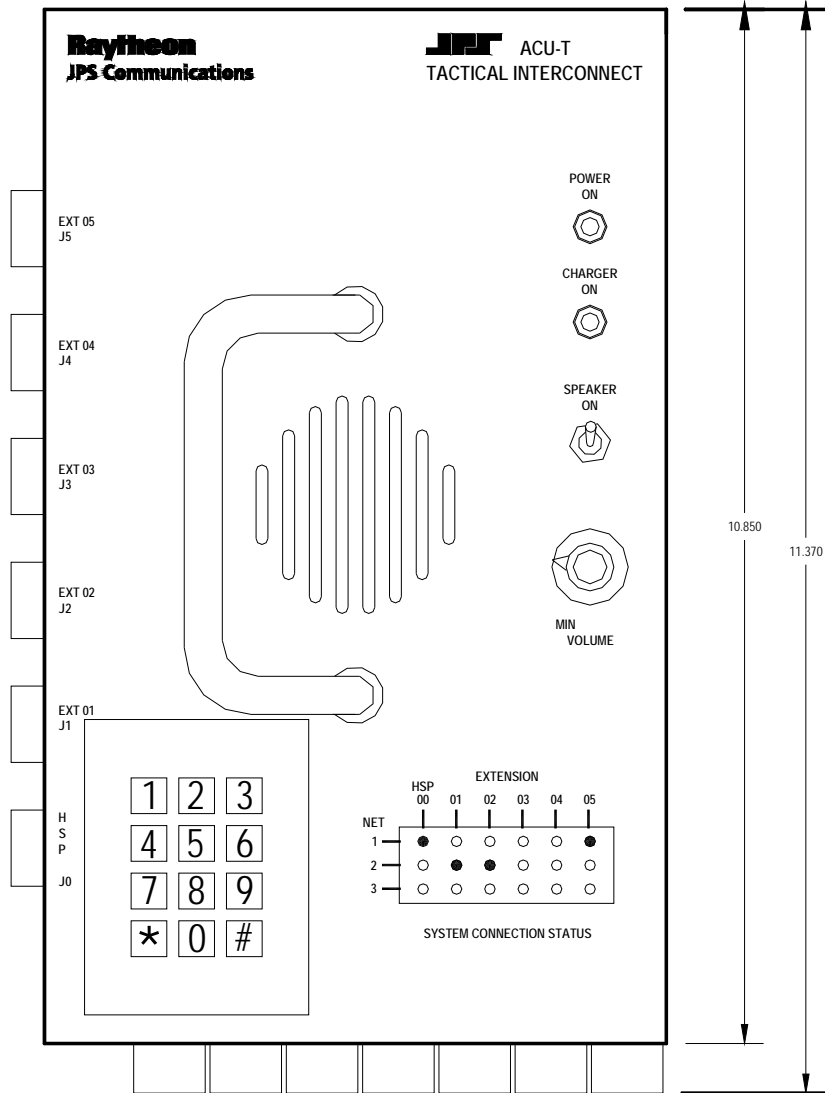 Raytheon
JPS Communications
JPS ACU-T
TACTICAL INTERCONNECT
POWER
ON
CHARGER
ON
SPEAKER
ON
MIN
VOLUME
EXT 05
J5
EXT 04
J4
EXT 03
J3
EXT 02
J2
EXT 01
J1
H
S
P
J0
1 2 3
4 5 6
7 8 9
* 0 #
EXTENSION
HSP
00 01 02 03 04 05
NET
1
2
3
SYSTEM CONNECTION STATUS
10.850
11.370